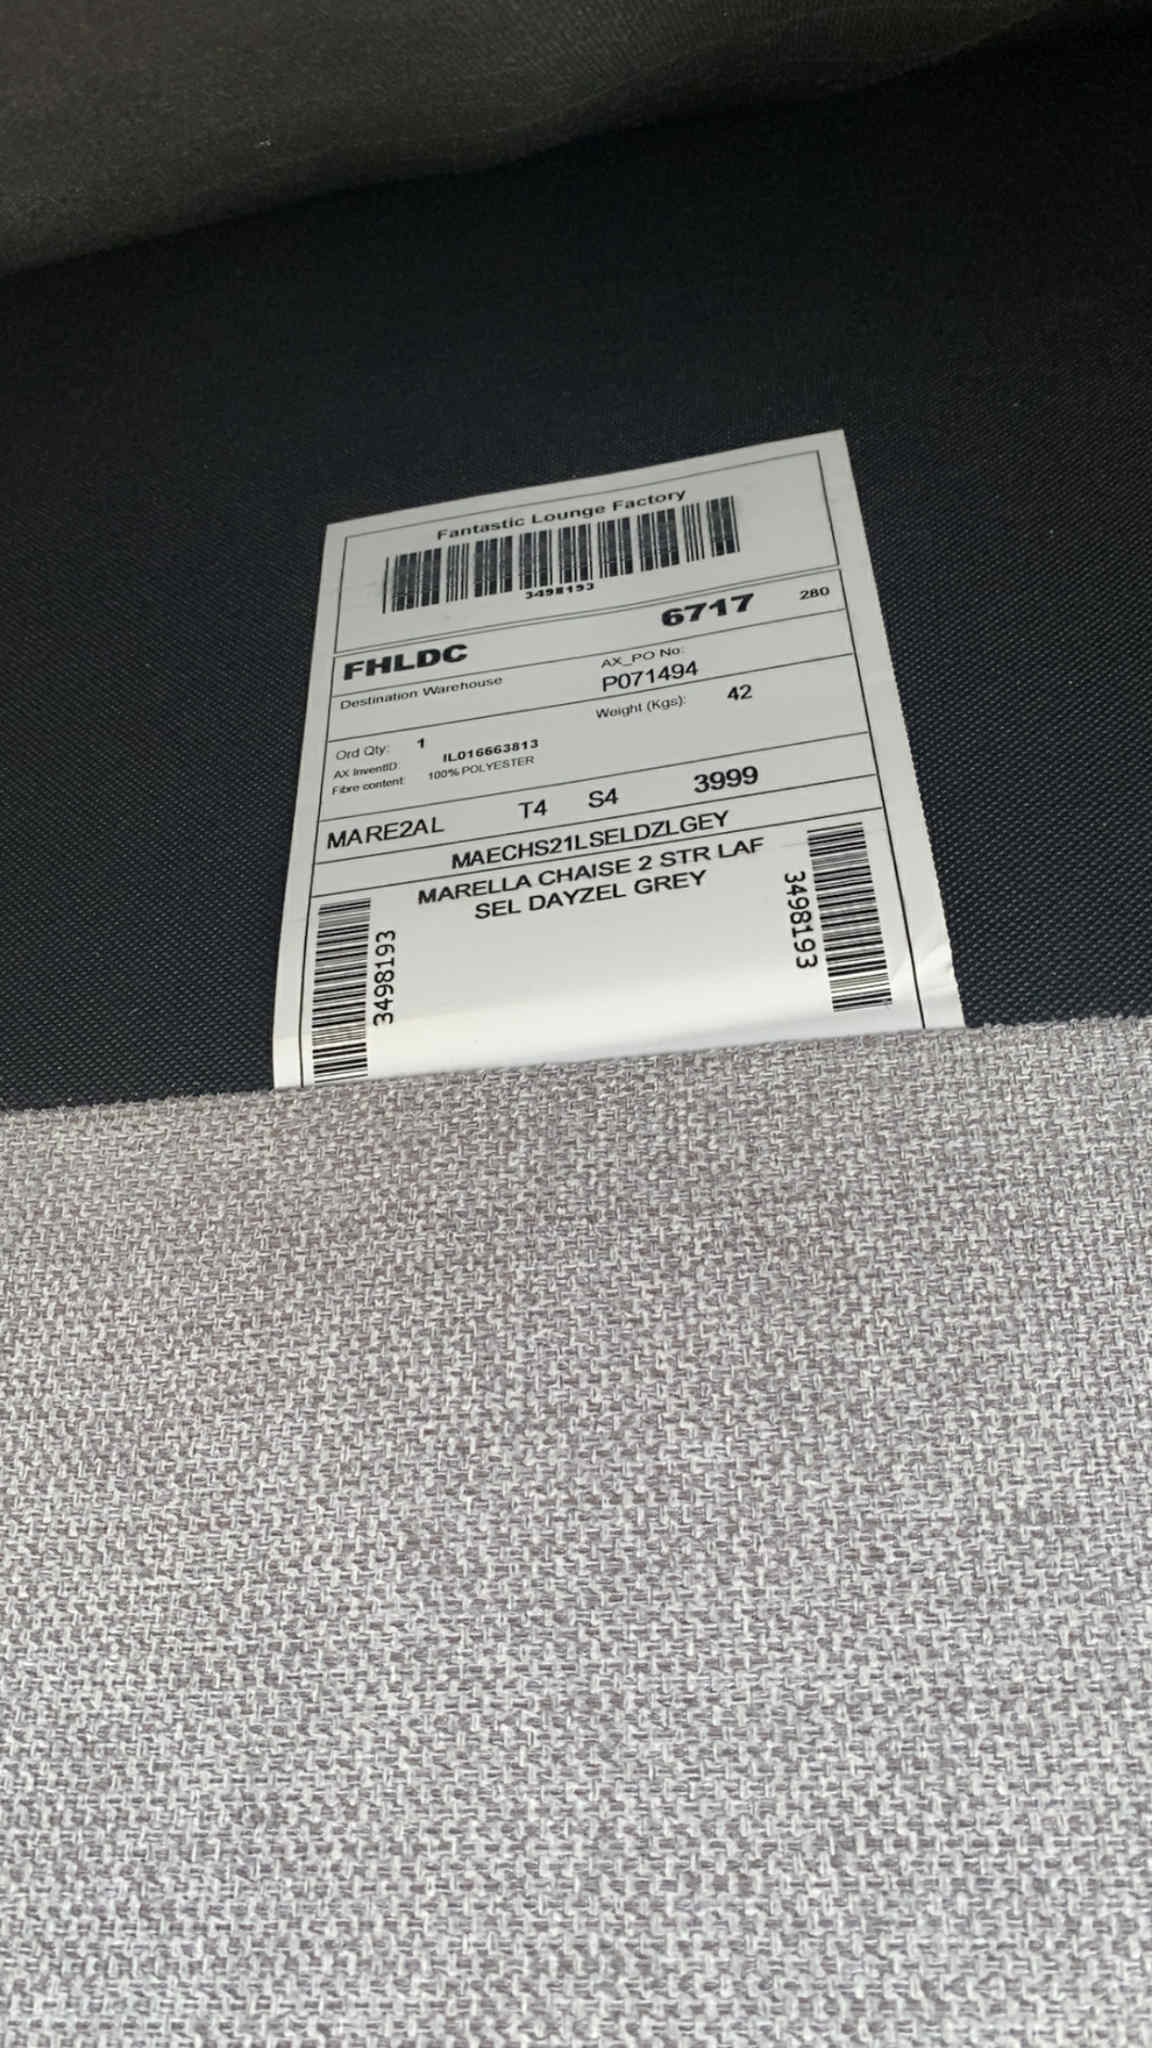 Fantastic Lounge Factory
3498193
FHLDC 6717 280
Destination Warehouse AX_PO No:
P071494
Ord Qty: 1 Weight (Kgs): 42
AX InventID: IL016663813
Fibre content: 100% POLYESTER
MARE2AL T4 S4 3999
MAECHS21LSELDZLGEY
MARELLA CHAISE 2 STR LAF
SEL DAYZEL GREY
3498193
3498193